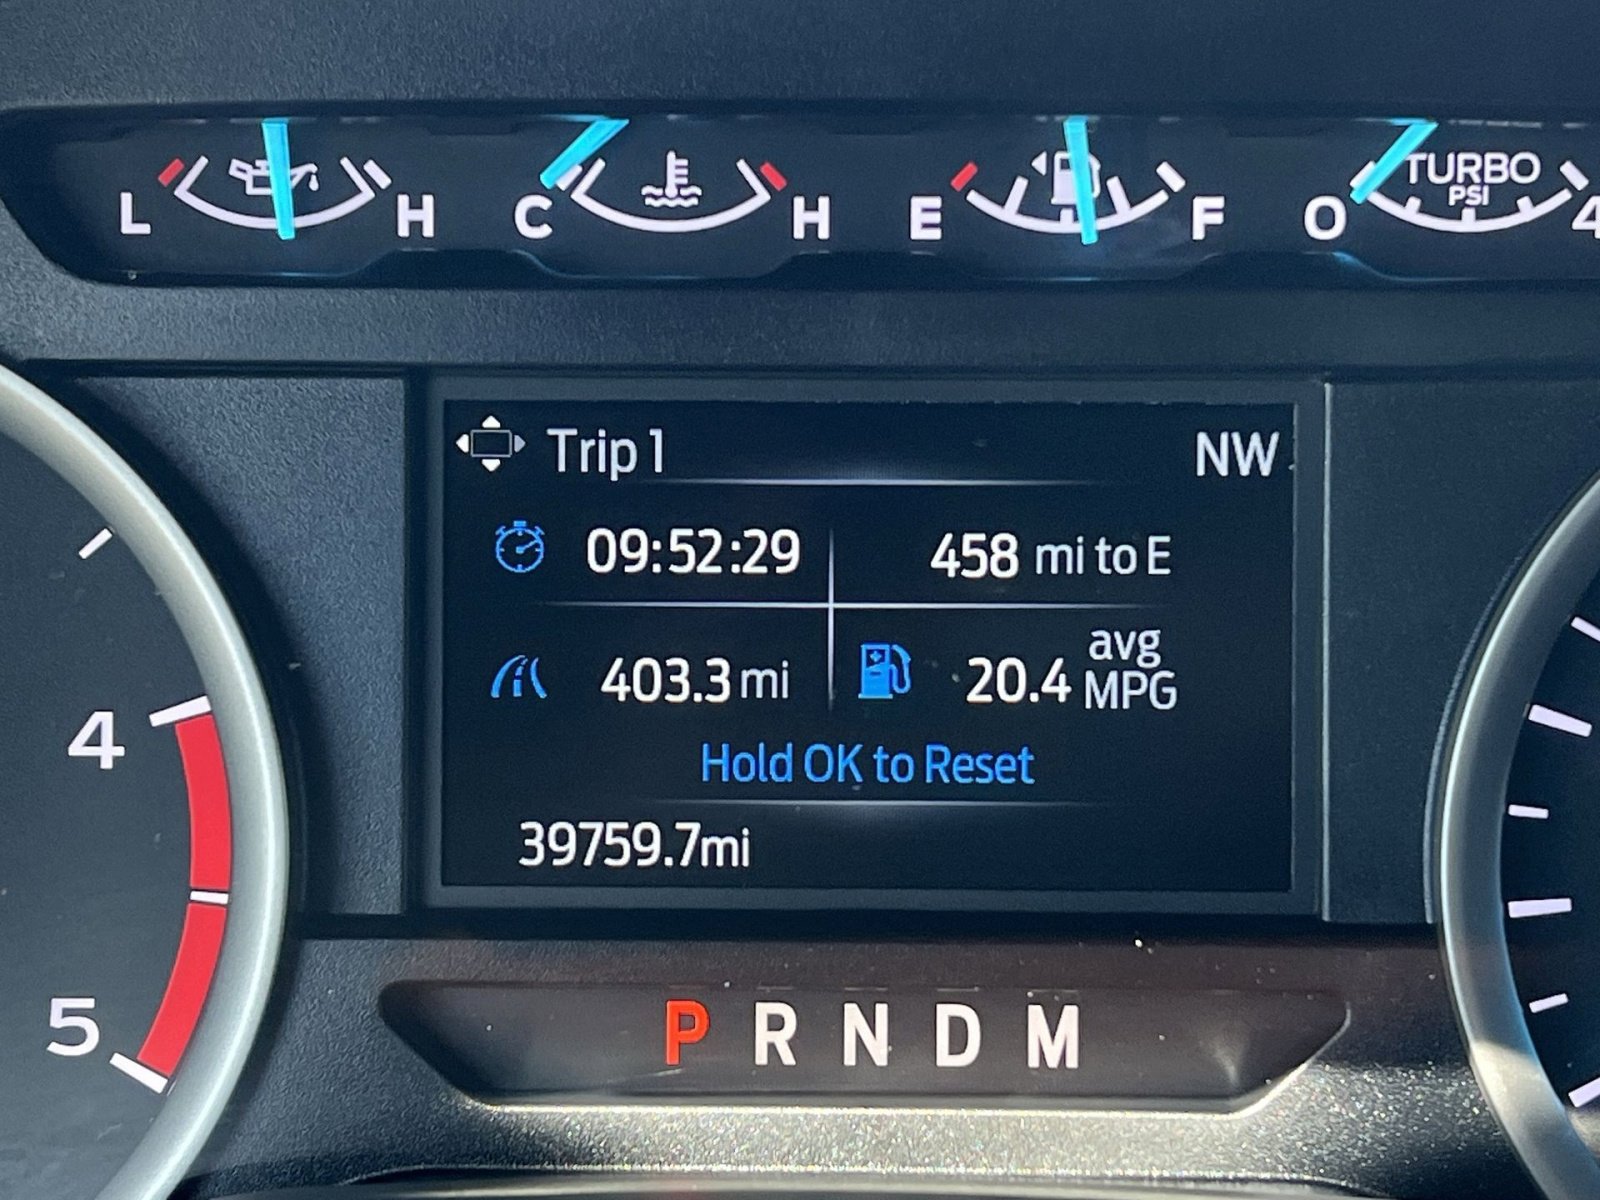 L H C H E F 0 TURBO 4
PSI
Trip 1 NW
09:52:29 458 mi to E
403.3 mi 20.4 avg MPG
Hold OK to Reset
39759.7mi
4
5
P R N D M